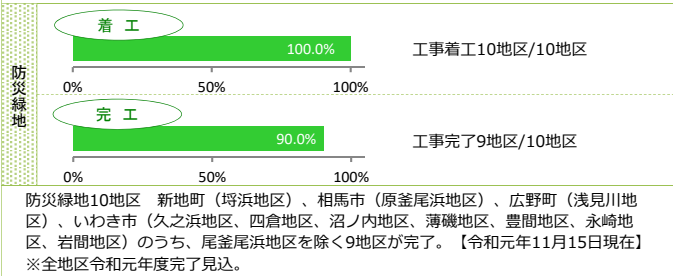 防災緑地
着 工
100.0%
0% 50% 100%
工事着工10地区/10地区
完 工
90.0%
0% 50% 100%
工事完了9地区/10地区
防災緑地10地区 新地町（埓浜地区）、相馬市（原釜尾浜地区）、広野町（浅見川地
区）、いわき市（久之浜地区、四倉地区、沼ノ内地区、薄磯地区、豊間地区、永崎地
区、岩間地区）のうち、尾釜尾浜地区を除く9地区が完了。【令和元年11月15日現在】
※全地区令和元年度完了見込。